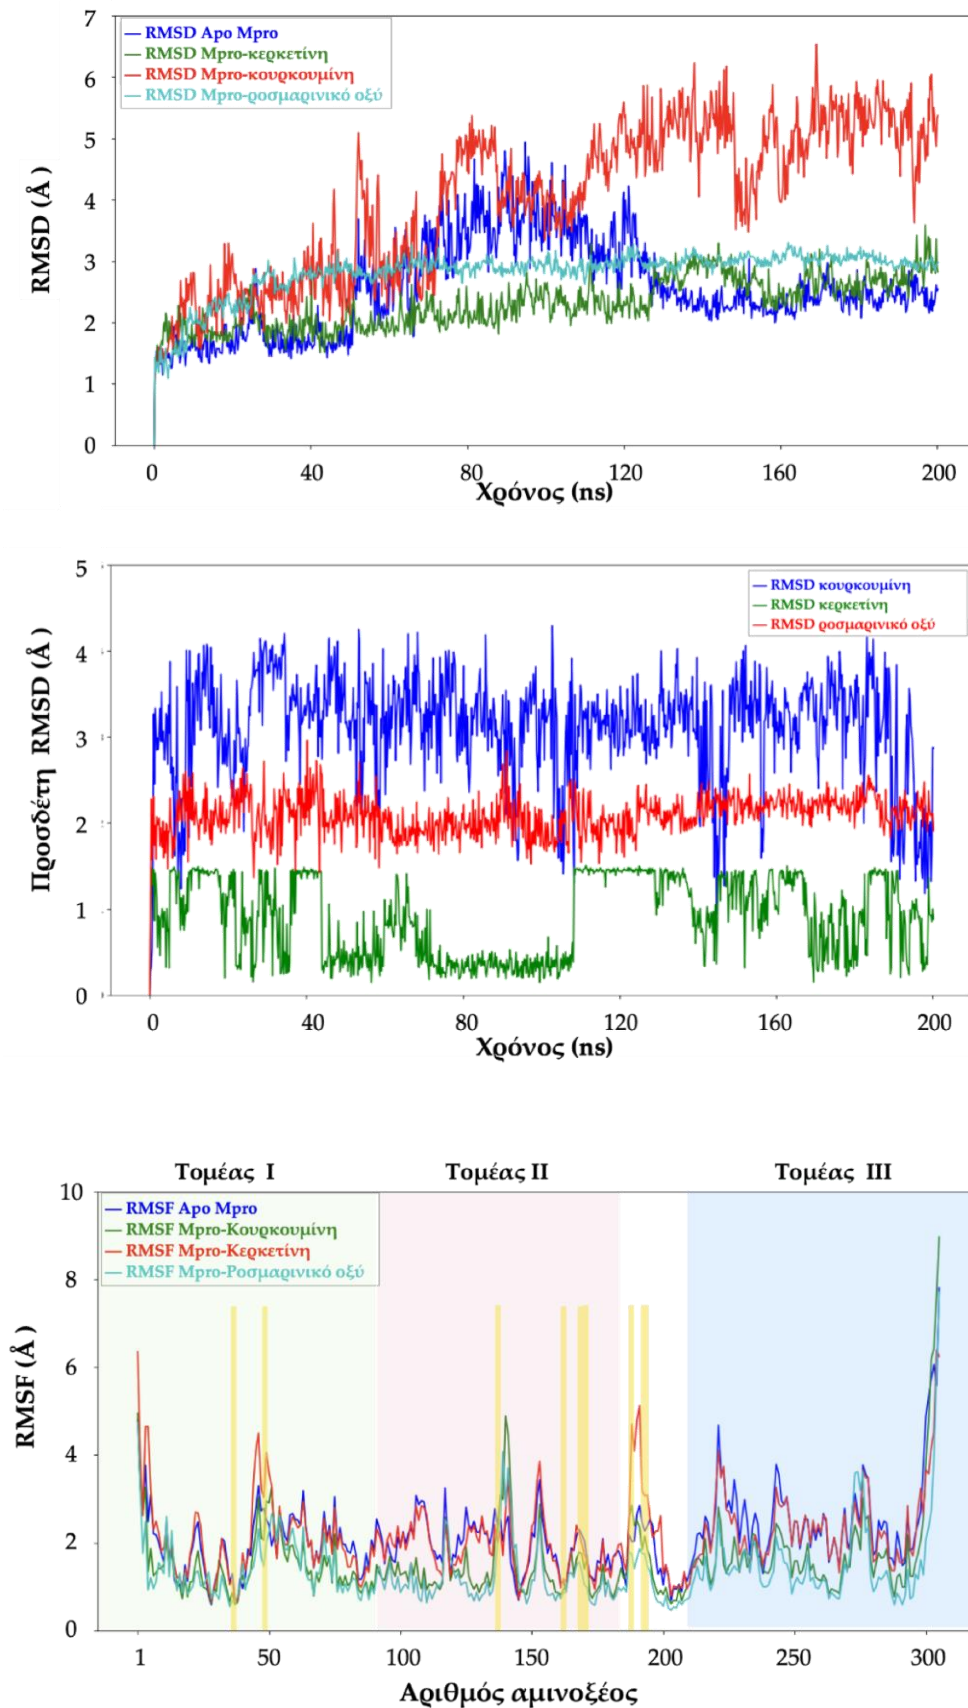 7
6
5
4
3
2
1
0
RMSD (Å )
RMSD Apo Mpro
RMSD Mpro-κερκετίνη
RMSD Mpro-κουρκουμίνη
RMSD Mpro-ροσμαρινικό οξύ
0 40 80 120 160 200
Χρόνος (ns)
5
4
3
2
1
0
Προσδέτη RMSD (Å )
RMSD κουρκουμίνη
RMSD κερκετίνη
RMSD ροσμαρινικό οξύ
0 40 80 120 160 200
Χρόνος (ns)
Τομέας I Τομέας II Τομέας III
10
8
6
4
2
0
RMSF (Å )
RMSF Apo Mpro
RMSF Mpro-Κουρκουμίνη
RMSF Mpro-Κερκετίνη
RMSF Mpro-Ροσμαρινικό οξύ
1 50 100 150 200 250 300
Αριθμός αμινοξέος